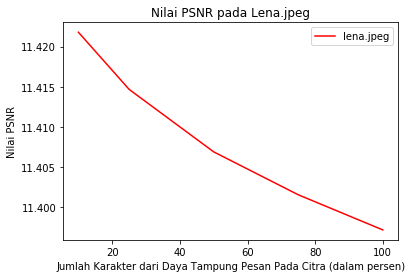 Nilai PSNR pada Lena.jpeg
lena.jpeg
Nilai PSNR
11.420
11.415
11.410
11.405
11.400
20 40 60 80 100
Jumlah Karakter dari Daya Tampung Pesan Pada Citra (dalam persen)